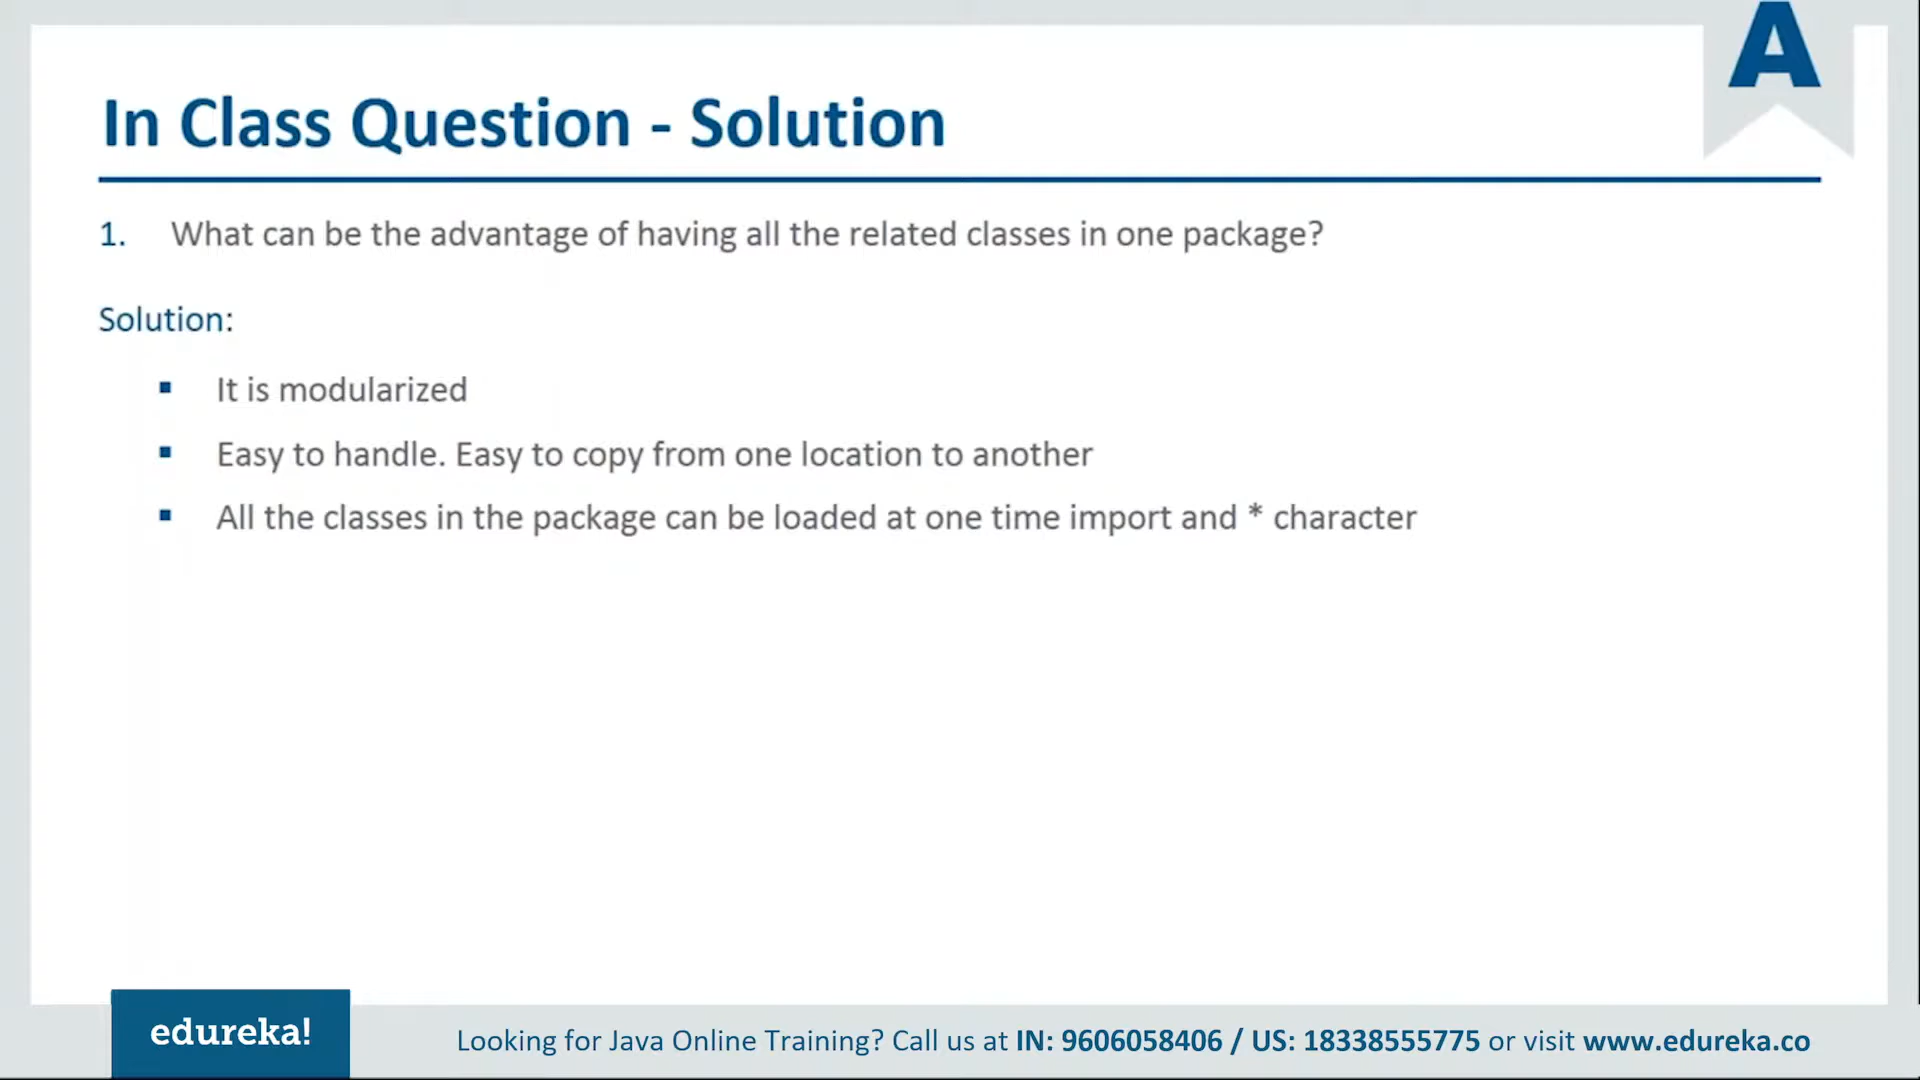 A
In Class Question - Solution
1. What can be the advantage of having all the related classes in one package?
Solution:
▪ It is modularized
▪ Easy to handle. Easy to copy from one location to another
▪ All the classes in the package can be loaded at one time import and * character
edureka!
Looking for Java Online Training? Call us at IN: 9606058406 / US: 18338555775 or visit www.edureka.co